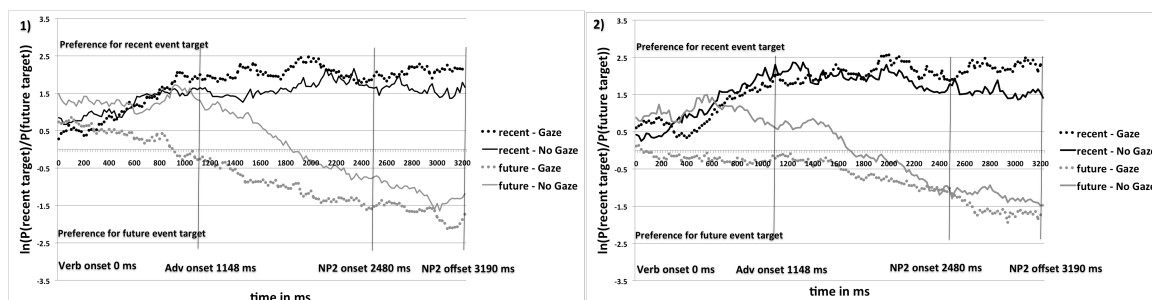 1)
ln(P(recent target)/P(future target))
3.5
2.5
1.5
0.5
-0.5
-1.5
-2.5
-3.5
Preference for recent event target
0 200 400 600 800 1000 1200 1400 1600 1800 2000 2200 2400 2600 2800 3000 3200
recent - Gaze
recent - No Gaze
future - Gaze
future - No Gaze
Preference for future event target
Verb onset 0 ms Adv onset 1148 ms NP2 onset 2480 ms NP2 offset 3190 ms
time in ms
2)
ln(P(recent target)/P(future target))
3.5
2.5
1.5
0.5
-0.5
-1.5
-2.5
-3.5
Preference for recent event target
0 200 400 600 800 1000 1200 1400 1600 1800 2000 2200 2400 2600 2800 3000 3200
recent - Gaze
recent - No Gaze
future - Gaze
future - No Gaze
Preference for future event target
Verb onset 0 ms Adv onset 1148 ms NP2 onset 2480 ms NP2 offset 3190 ms
time in ms